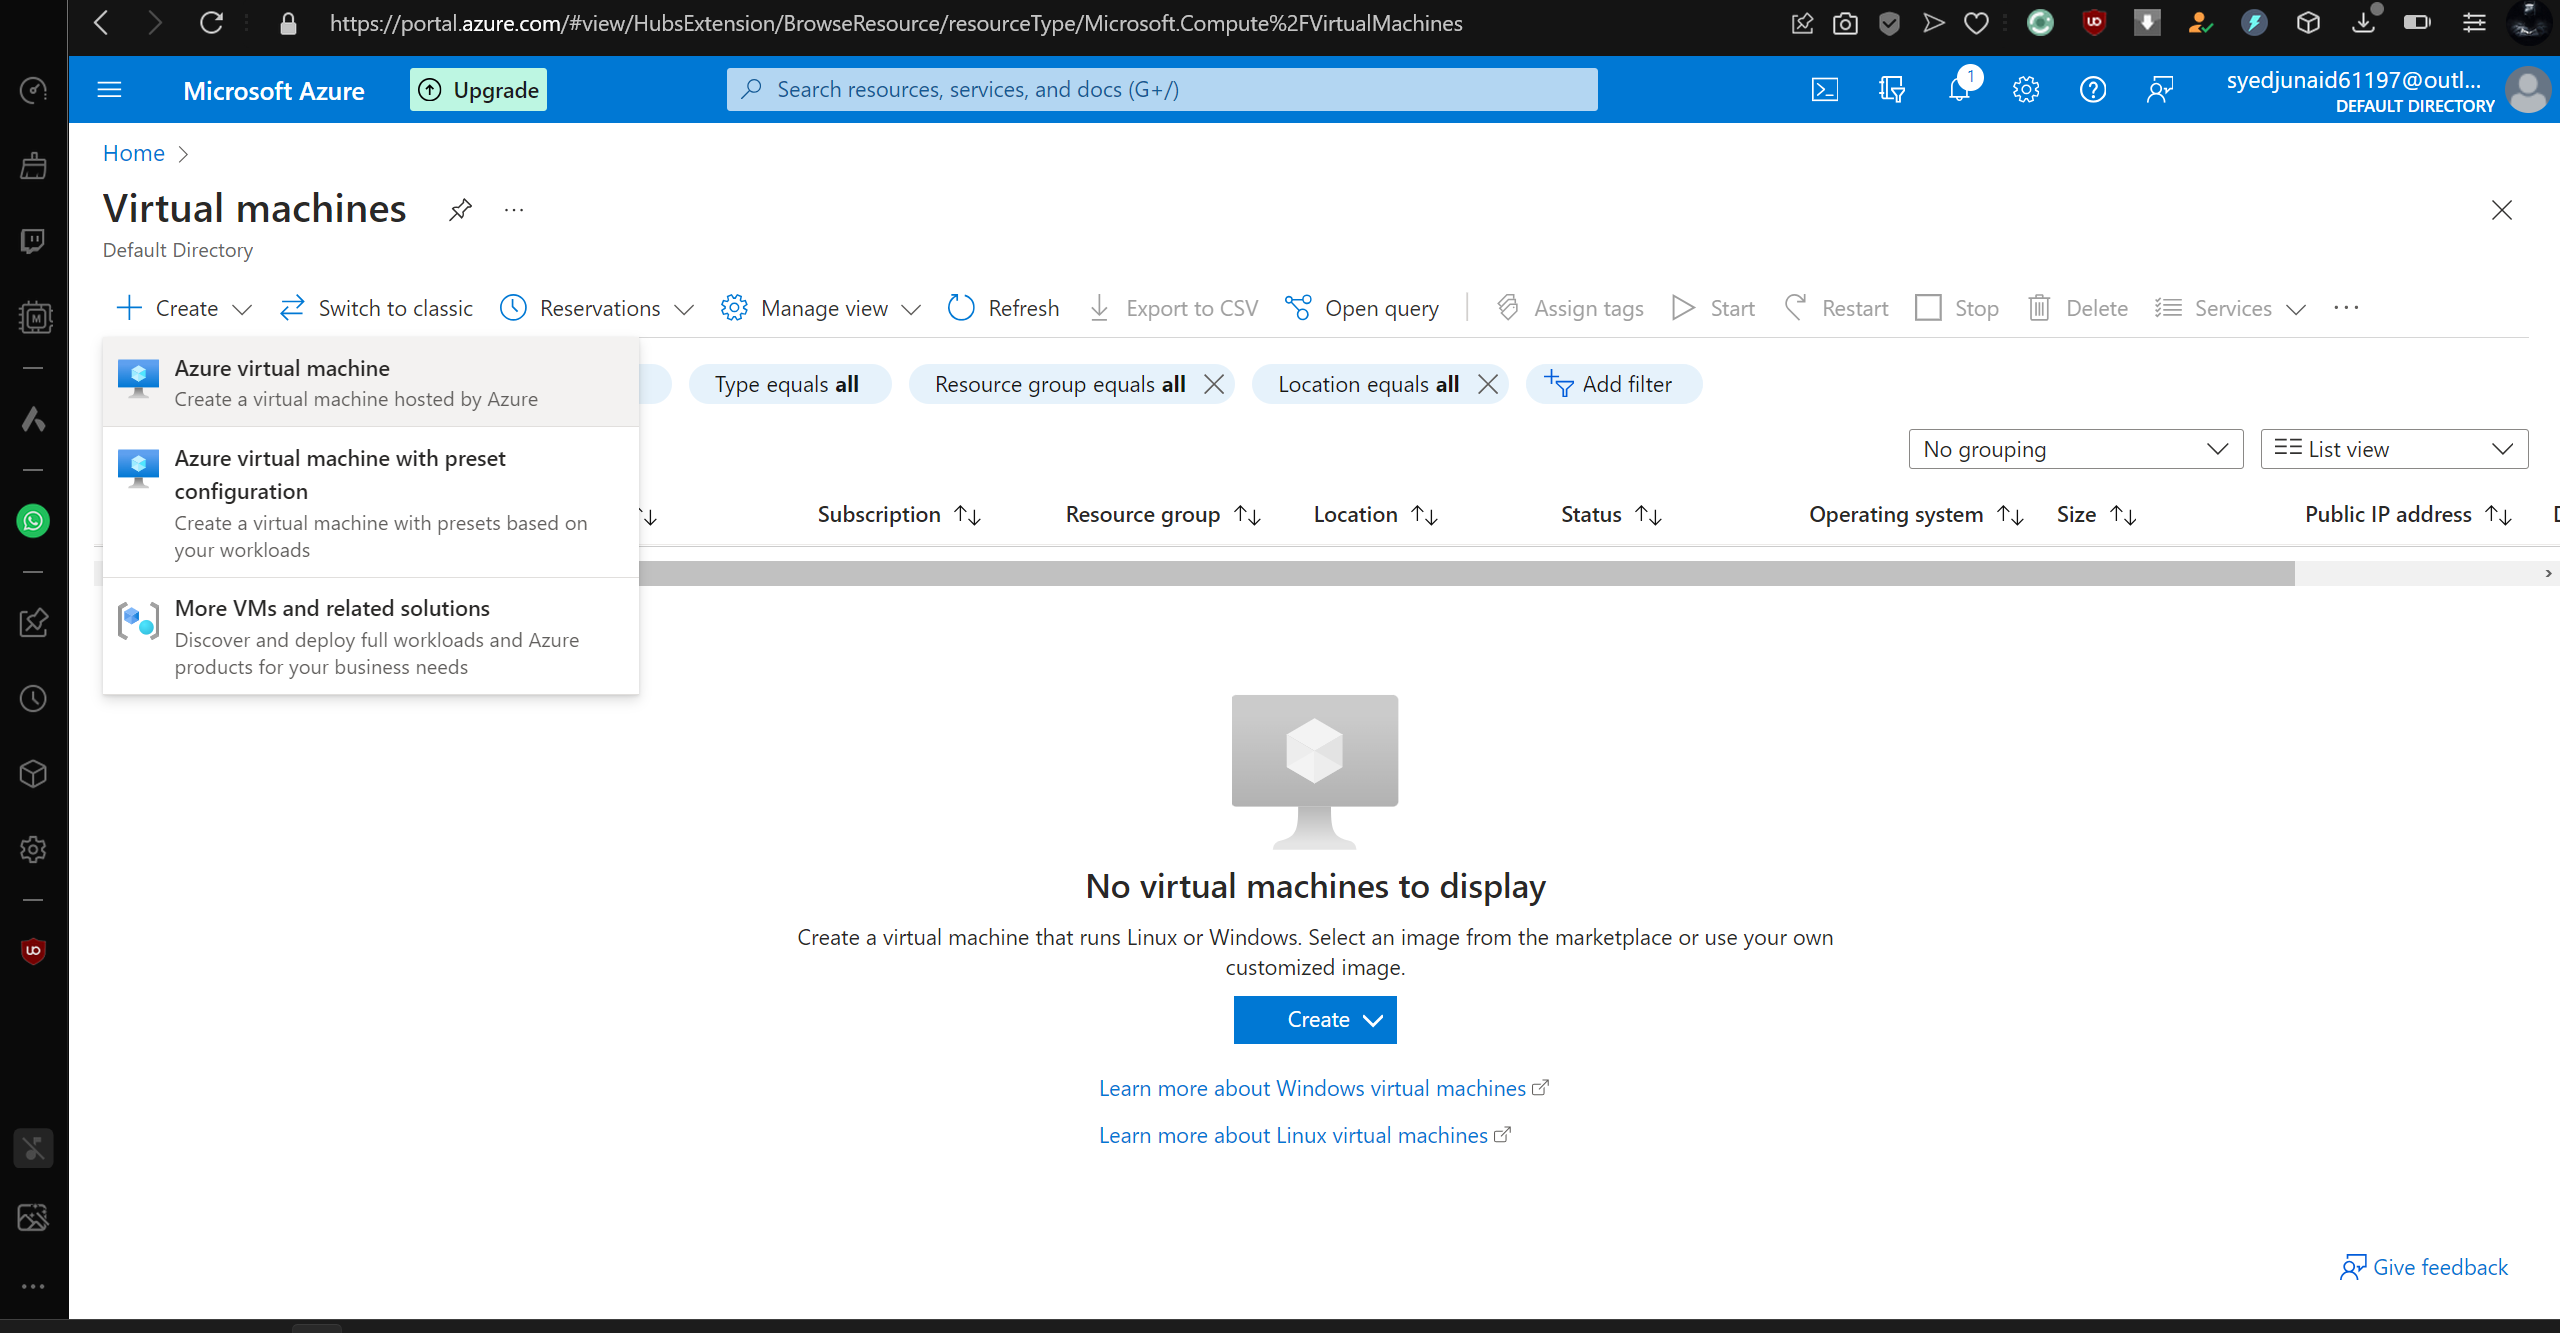 https://portal.azure.com/#view/HubsExtension/BrowseResource/resourceType/Microsoft.Compute%2FVirtualMachines
Microsoft Azure
Upgrade
Search resources, services, and docs (G+/)
1
syedjunaid61197@outl...
DEFAULT DIRECTORY
Home
Virtual machines
Default Directory
Create
Switch to classic
Reservations
Manage view
Refresh
Export to CSV
Open query
Assign tags
Start
Restart
Stop
Delete
Services
Azure virtual machine
Create a virtual machine hosted by Azure
Azure virtual machine with preset
configuration
Create a virtual machine with presets based on
your workloads
More VMs and related solutions
Discover and deploy full workloads and Azure
products for your business needs
Type equals all
Resource group equals all
Location equals all
Add filter
No grouping
List view
Subscription
Resource group
Location
Status
Operating system
Size
Public IP address
No virtual machines to display
Create a virtual machine that runs Linux or Windows. Select an image from the marketplace or use your own
customized image.
Create
Learn more about Windows virtual machines
Learn more about Linux virtual machines
Give feedback